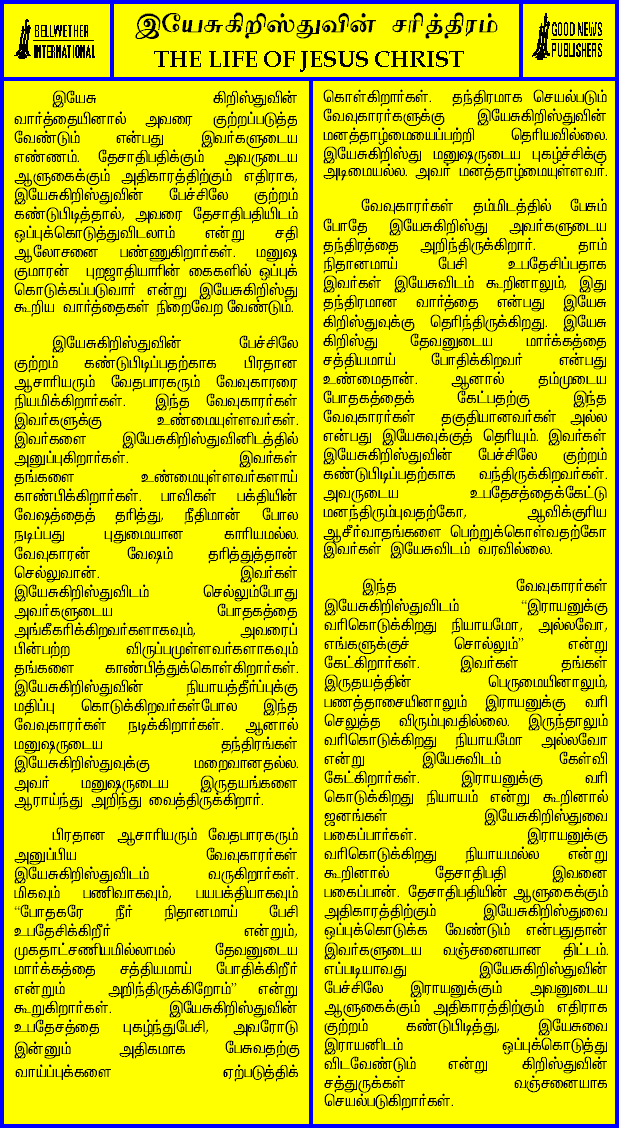 BELLWETHER
INTERNATIONAL
இயேசுகிறிஸ்துவின் சரித்திரம்
THE LIFE OF JESUS CHRIST
GOOD NEWS
PUBLISHERS
இயேசு கிறிஸ்துவின்
வார்த்தையினால் அவரை குற்றப்படுத்த
வேண்டும் என்பது இவர்களுடைய
எண்ணம். தேசாதிபதிக்கும் அவருடைய
ஆளுகைக்கும் அதிகாரத்திற்கும் எதிராக,
இயேசுகிறிஸ்துவின் பேச்சிலே குற்றம்
கண்டுபிடித்தால், அவரை தேசாதிபதியிடம்
ஒப்புக்கொடுத்துவிடலாம் என்று சதி
ஆலோசனை பண்ணுகிறார்கள். மனுஷ
குமாரன் புறஜாதியாரின் கைகளில் ஒப்புக்
கொடுக்கப்படுவார் என்று இயேசுகிறிஸ்து
கூறிய வார்த்தைகள் நிறைவேற வேண்டும்.
இயேசுகிறிஸ்துவின் பேச்சிலே
குற்றம் கண்டுபிடிப்பதற்காக பிரதான
ஆசாரியரும் வேதபாரகரும் வேவுகாரரை
நியமிக்கிறார்கள். இந்த வேவுகாரர்கள்
இவர்களுக்கு உண்மையுள்ளவர்கள்.
இவர்களை இயேசுகிறிஸ்துவினிடத்தில்
அனுப்புகிறார்கள். இவர்கள்
தங்களை உண்மையுள்ளவர்களாய்
காண்பிக்கிறார்கள். பாவிகள் பக்தியின்
வேஷத்தைத் தரித்து, நீதிமான் போல
நடிப்பது புதுமையான காரியமல்ல.
வேவுகாரன் வேஷம் தரித்துத்தான்
செல்லுவான். இவர்கள்
இயேசுகிறிஸ்துவிடம் செல்லும்போது
அவர்களுடைய போதகத்தை
அங்கீகரிக்கிறவர்களாகவும், அவரைப்
பின்பற்ற விருப்பமுள்ளவர்களாகவும்
தங்களை காண்பித்துக்கொள்கிறார்கள்.
இயேசுகிறிஸ்துவின் நியாயத்தீர்ப்புக்கு
மதிப்பு கொடுக்கிறவர்கள்போல இந்த
வேவுகாரர்கள் நடிக்கிறார்கள். ஆனால்
மனுஷருடைய தந்திரங்கள்
இயேசுகிறிஸ்துவுக்கு மறைவானதல்ல.
அவர் மனுஷருடைய இருதயங்களை
ஆராய்ந்து அறிந்து வைத்திருக்கிறார்.
பிரதான ஆசாரியரும் வேதபாரகரும்
அனுப்பிய வேவுகாரர்கள்
இயேசுகிறிஸ்துவிடம் வருகிறார்கள்.
மிகவும் பணிவாகவும், பயபக்தியாகவும்
“போதகரே நீர் நிதானமாய் பேசி
உபதேசிக்கிறீர் என்றும்,
முகதாட்சணியமில்லாமல் தேவனுடைய
மார்க்கத்தை சத்தியமாய் போதிக்கிறீர்
என்றும் அறிந்திருக்கிறோம்” என்று
கூறுகிறார்கள். இயேசுகிறிஸ்துவின்
உபதேசத்தை புகழ்ந்துபேசி, அவரோடு
இன்னும் அதிகமாக பேசுவதற்கு
வாய்ப்புக்களை ஏற்படுத்திக்
கொள்கிறார்கள். தந்திரமாக செயல்படும்
வேவுகாரர்களுக்கு இயேசுகிறிஸ்துவின்
மனத்தாழ்மையைப்பற்றி தெரியவில்லை.
இயேசுகிறிஸ்து மனுஷருடைய புகழ்ச்சிக்கு
அடிமையல்ல. அவர் மனத்தாழ்மையுள்ளவர்.
வேவுகாரர்கள் தம்மிடத்தில் பேசும்
போதே இயேசுகிறிஸ்து அவர்களுடைய
தந்திரத்தை அறிந்திருக்கிறார். தாம்
நிதானமாய் பேசி உபதேசிப்பதாக
இவர்கள் இயேசுவிடம் கூறினாலும், இது
தந்திரமான வார்த்தை என்பது இயேசு
கிறிஸ்துவுக்கு தெரிந்திருக்கிறது. இயேசு
கிறிஸ்து தேவனுடைய மார்க்கத்தை
சத்தியமாய் போதிக்கிறவர் என்பது
உண்மைதான். ஆனால் தம்முடைய
போதகத்தைக் கேட்பதற்கு இந்த
வேவுகாரர்கள் தகுதியானவர்கள் அல்ல
என்பது இயேசுவுக்குத் தெரியும். இவர்கள்
இயேசுகிறிஸ்துவின் பேச்சிலே குற்றம்
கண்டுபிடிப்பதற்காக வந்திருக்கிறவர்கள்.
அவருடைய உபதேசத்தைக்கேட்டு
மனந்திரும்புவதற்கோ, ஆவிக்குரிய
ஆசீர்வாதங்களை பெற்றுக்கொள்வதற்கோ
இவர்கள் இயேசுவிடம் வரவில்லை.
இந்த வேவுகாரர்கள்
இயேசுகிறிஸ்துவிடம் “இராயனுக்கு
வரிகொடுக்கிறது நியாயமோ, அல்லவோ,
எங்களுக்குச் சொல்லும்” என்று
கேட்கிறார்கள். இவர்கள் தங்கள்
இருதயத்தின் பெருமையினாலும்,
பணத்தாசையினாலும் இராயனுக்கு வரி
செலுத்த விரும்புவதில்லை. இருந்தாலும்
வரிகொடுக்கிறது நியாயமோ அல்லவோ
என்று இயேசுவிடம் கேள்வி
கேட்கிறார்கள். இராயனுக்கு வரி
கொடுக்கிறது நியாயம் என்று கூறினால்
ஜனங்கள் இயேசுகிறிஸ்துவை
பகைப்பார்கள். இராயனுக்கு
வரிகொடுக்கிறது நியாயமல்ல என்று
கூறினால் தேசாதிபதி இவனை
பகைப்பான். தேசாதிபதியின் ஆளுகைக்கும்
அதிகாரத்திற்கும் இயேசுகிறிஸ்துவை
ஒப்புக்கொடுக்க வேண்டும் என்பதுதான்
இவர்களுடைய வஞ்சனையான திட்டம்.
எப்படியாவது இயேசுகிறிஸ்துவின்
பேச்சிலே இராயனுக்கும் அவனுடைய
ஆளுகைக்கும் அதிகாரத்திற்கும் எதிராக
குற்றம் கண்டுபிடித்து, இயேசுவை
இராயனிடம் ஒப்புக்கொடுத்து
விடவேண்டும் என்று கிறிஸ்துவின்
சத்துருக்கள் வஞ்சனையாக
செயல்படுகிறார்கள்.